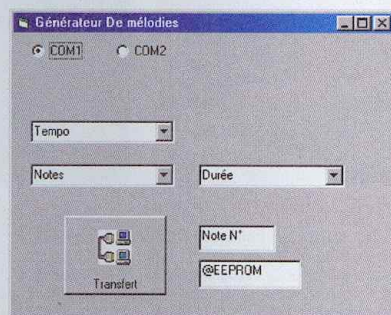 Générateur De mélodies
COM1 COM2
Tempo
Notes Durée
Note N°
@EEPROM
Transfert